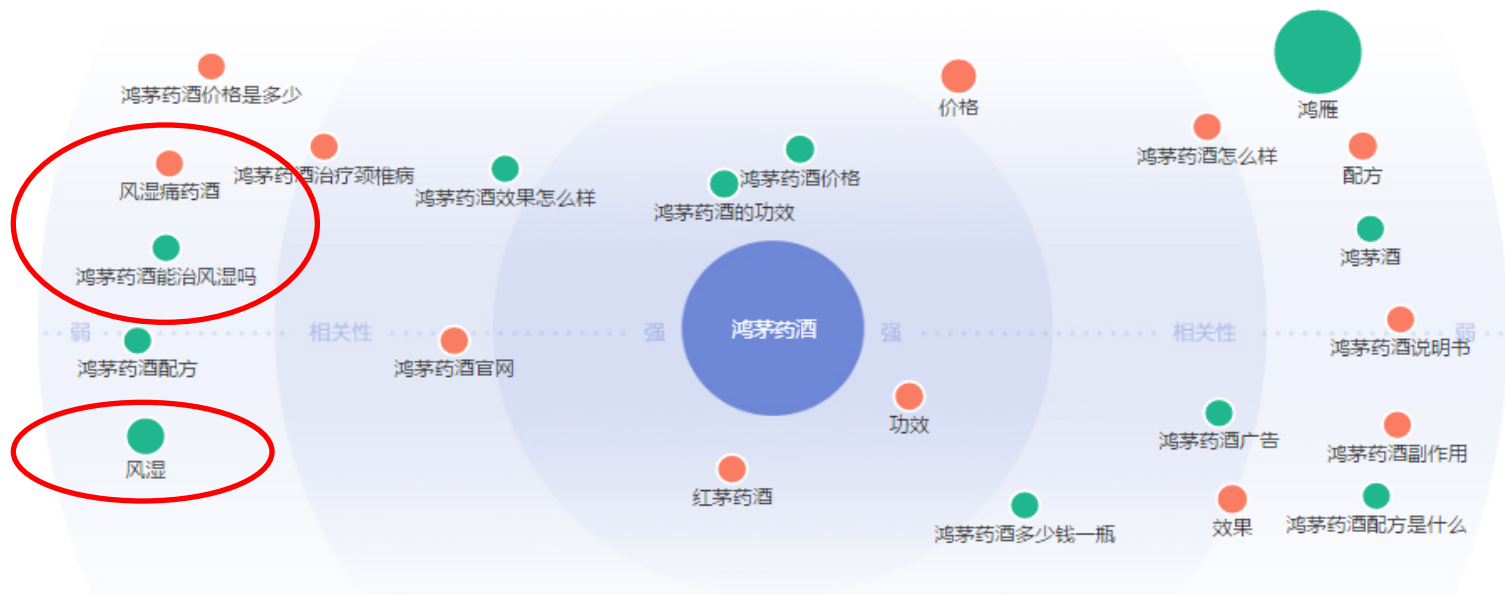 鸿茅药酒价格是多少
价格
鸿雁
鸿茅药酒怎么样
配方
风湿痛药酒
鸿茅药酒治疗颈椎病
鸿茅药酒效果怎么样
鸿茅药酒价格
鸿茅药酒的功效
鸿茅酒
鸿茅药酒能治风湿吗
弱
相关性
强
鸿茅药酒
强
相关性
弱
鸿茅药酒说明书
鸿茅药酒配方
鸿茅药酒官网
功效
鸿茅药酒广告
鸿茅药酒副作用
风湿
红茅药酒
鸿茅药酒多少钱一瓶
效果
鸿茅药酒配方是什么